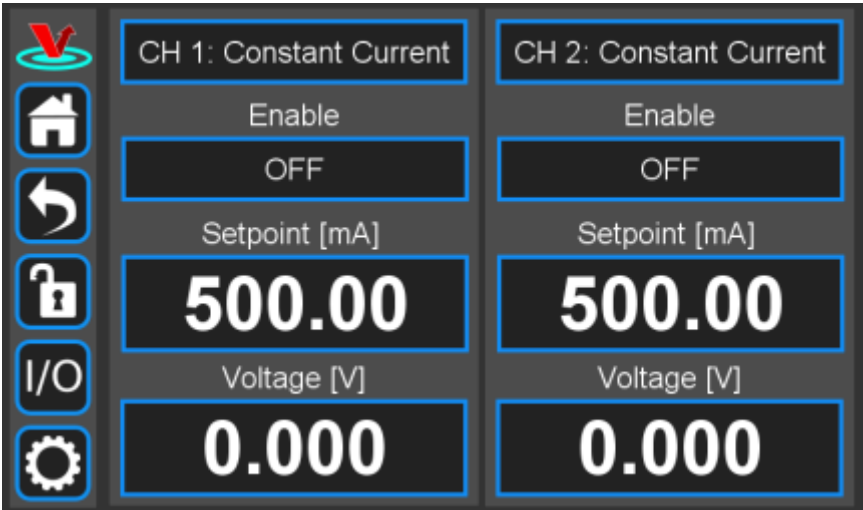 CH 1: Constant Current
Enable
OFF
Setpoint [mA]
500.00
Voltage [V]
0.000
CH 2: Constant Current
Enable
OFF
Setpoint [mA]
500.00
Voltage [V]
0.000
I/O